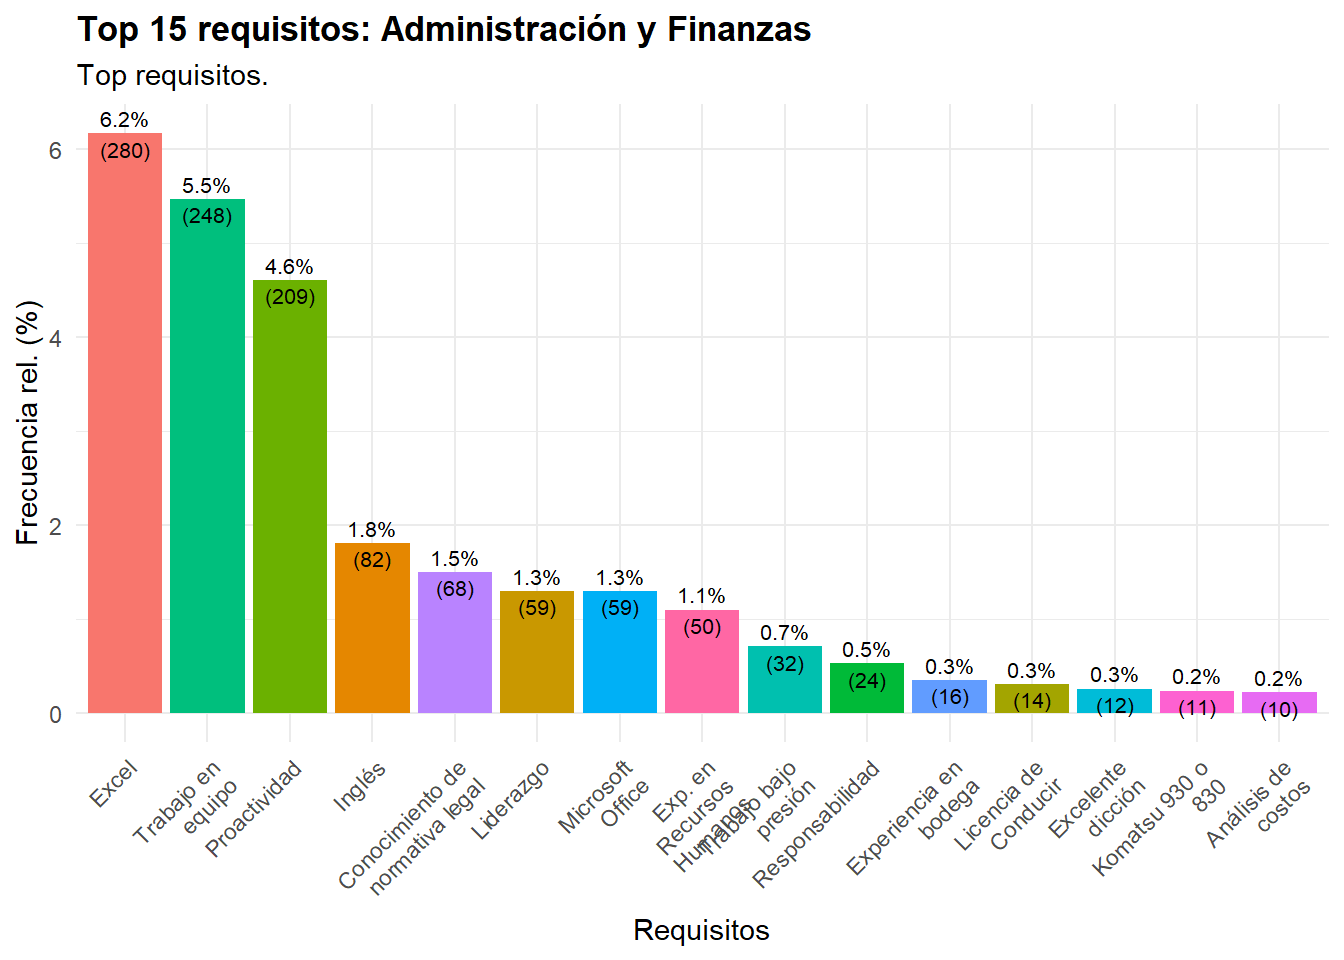 Top 15 requisitos: Administración y Finanzas
Top requisitos.
Frecuencia rel. (%)
6
4
2
0
6.2%
(280)
5.5%
(248)
4.6%
(209)
1.8%
(82)
1.5%
(68)
1.3%
(59)
1.3%
(59)
1.1%
(50)
0.7%
(32)
0.5%
(24)
0.3%
(16)
0.3%
(14)
0.3%
(12)
0.2%
(11)
0.2%
(10)
Excel
Trabajo en
equipo
Proactividad
Inglés
Conocimiento de
normativa legal
Liderazgo
Microsoft
Office
Exp. en
Recursos
Humanos
Trabajo bajo
presión
Responsabilidad
Experiencia en
bodega
Licencia de
Conducir
Excelente
dicción
Komatsu 930 o
830
Análisis de
costos
Requisitos